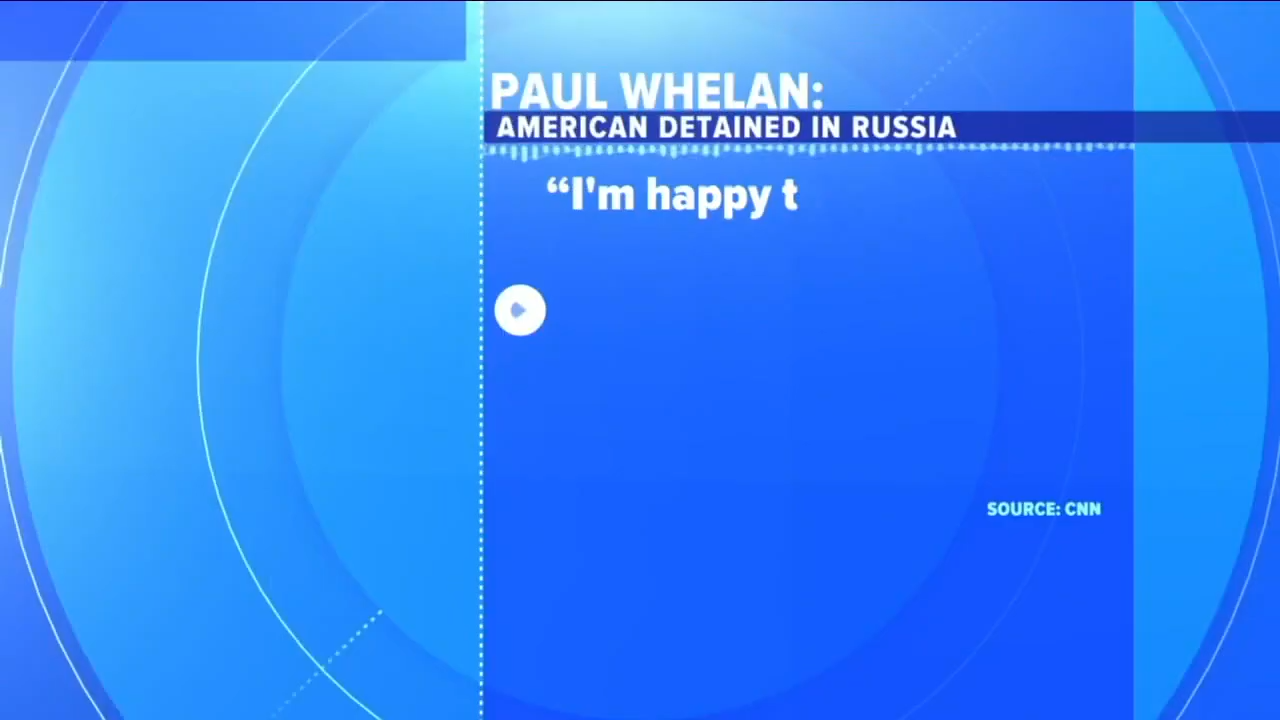 PAUL WHELAN:
AMERICAN DETAINED IN RUSSIA
“I'm happy t
SOURCE: CNN